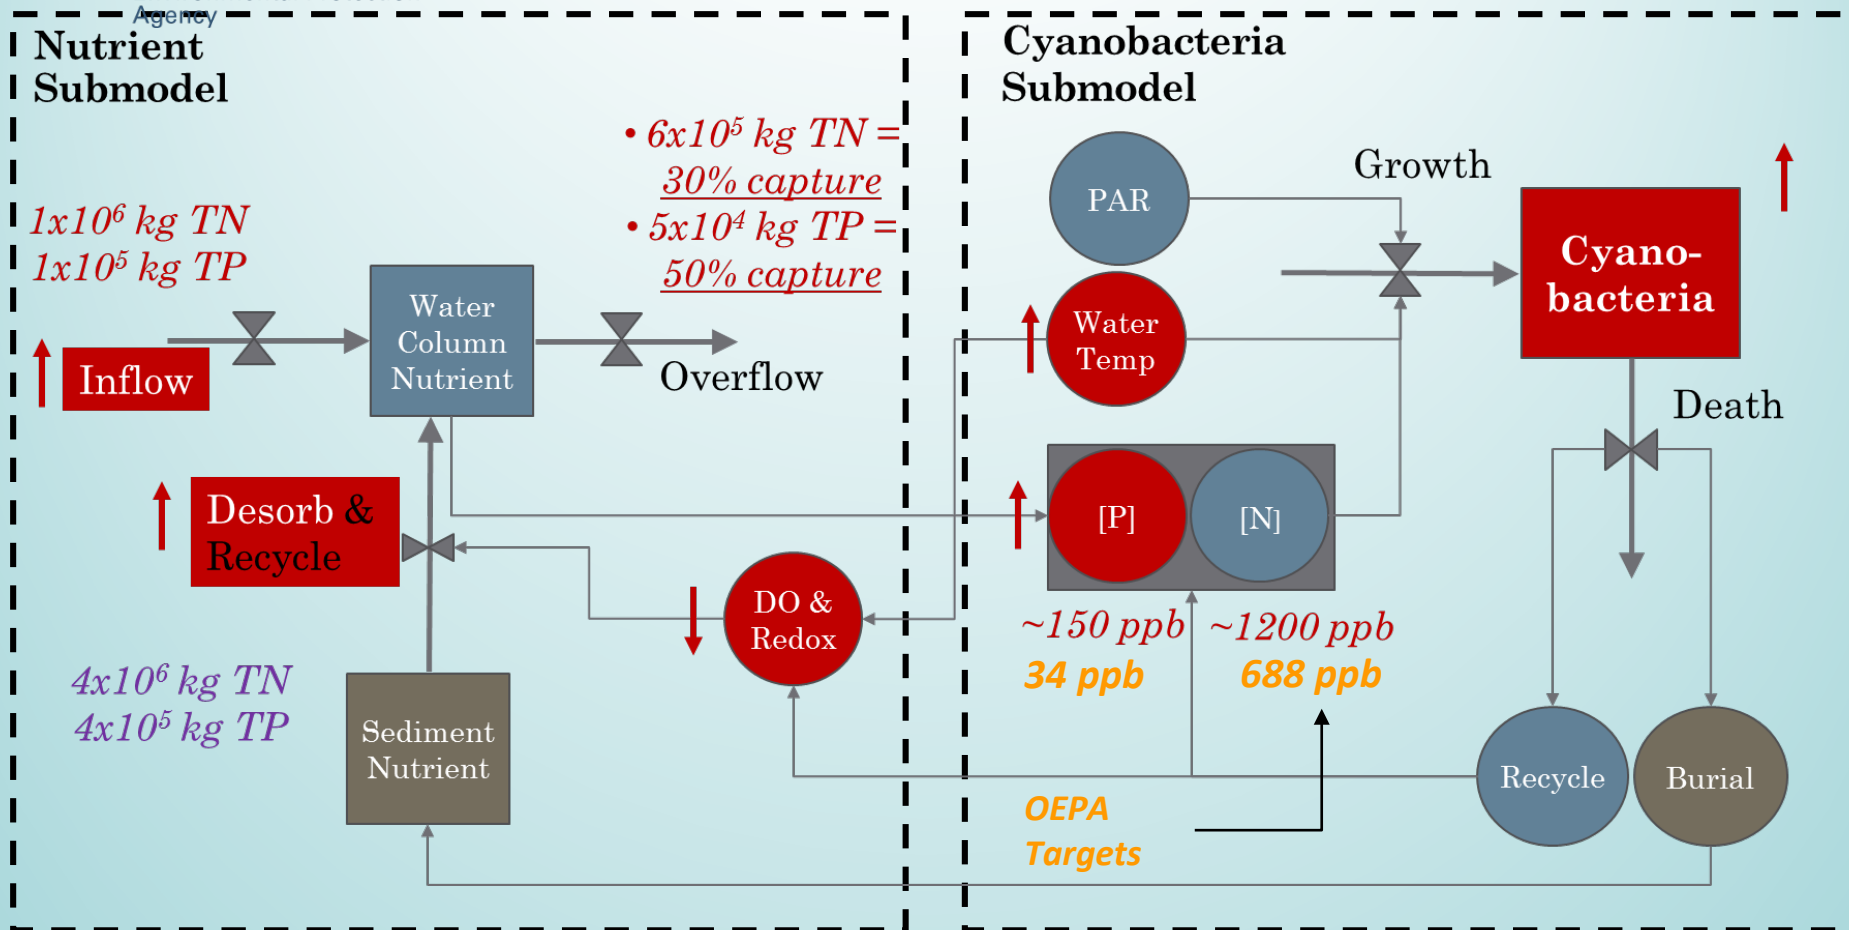 Agency
Nutrient
Submodel
1x10⁶ kg TN
1x10⁵ kg TP
• 6x10⁵ kg TN =
30% capture
• 5x10⁴ kg TP =
50% capture
Inflow
Water
Column
Nutrient
Overflow
Desorb &
Recycle
DO &
Redox
4x10⁶ kg TN
4x10⁵ kg TP
Sediment
Nutrient
Cyanobacteria
Submodel
PAR
Growth
Water
Temp
Cyano-
bacteria
Death
[P]
[N]
~150 ppb
~1200 ppb
34 ppb
688 ppb
OEPA
Targets
Recycle
Burial